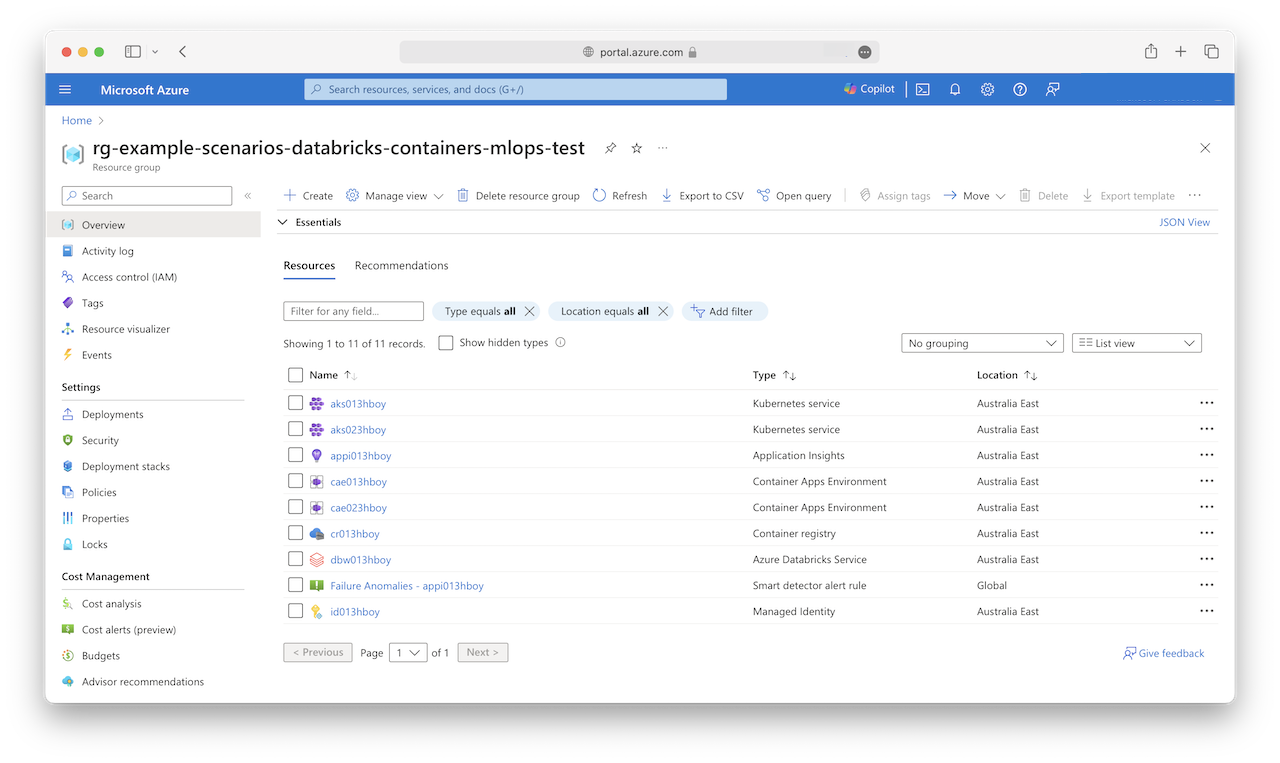 portal.azure.com
Microsoft Azure
Search resources, services, and docs (G+/)
Copilot
Home
rg-example-scenarios-databricks-containers-mlops-test
Resource group
Search
Create
Manage view
Delete resource group
Refresh
Export to CSV
Open query
Assign tags
Move
Delete
Export template
Overview
Activity log
Access control (IAM)
Tags
Resource visualizer
Events
Settings
Deployments
Security
Deployment stacks
Policies
Properties
Locks
Cost Management
Cost analysis
Cost alerts (preview)
Budgets
Advisor recommendations
Essentials JSON View
Resources Recommendations
Filter for any field... Type equals all Location equals all Add filter
Showing 1 to 11 of 11 records. Show hidden types No grouping List view
Name Type Location
aks013hboy Kubernetes service Australia East
aks023hboy Kubernetes service Australia East
appi013hboy Application Insights Australia East
cae013hboy Container Apps Environment Australia East
cae023hboy Container Apps Environment Australia East
cr013hboy Container registry Australia East
dbw013hboy Azure Databricks Service Australia East
Failure Anomalies - appi013hboy Smart detector alert rule Global
id013hboy Managed Identity Australia East
< Previous Page 1 of 1 Next > Give feedback